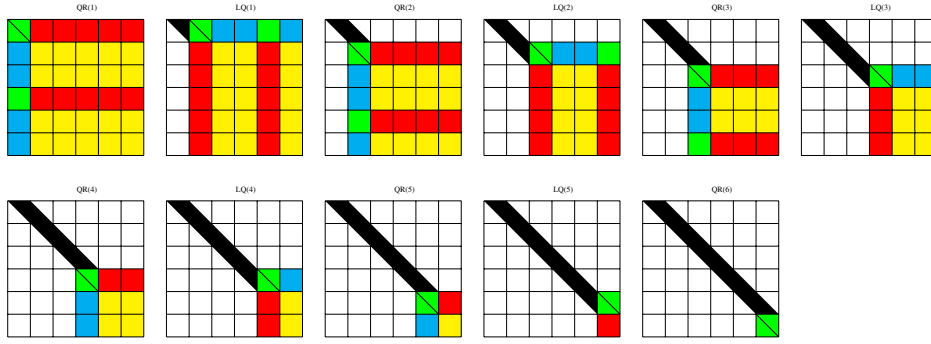 QR(1)
LQ(1)
QR(2)
LQ(2)
QR(3)
LQ(3)
QR(4)
LQ(4)
QR(5)
LQ(5)
QR(6)